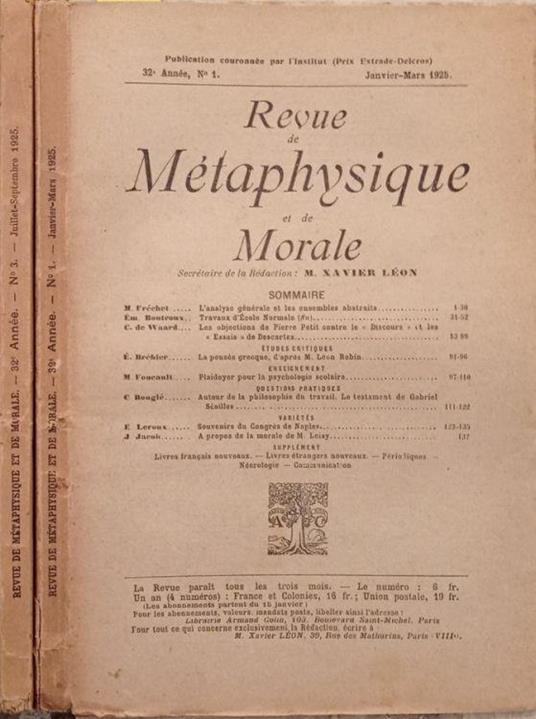 REVUE DE MÉTAPHYSIQUE ET DE MORALE. — 32e Année. — No 3. — Juillet-Septembre 1925.
REVUE DE MÉTAPHYSIQUE ET DE MORALE. — 32e Année. — No 1. — Janvier-Mars 1925.
Publication couronnée par l'Institut (Prix Estrade-Delcros)
32e Année, No 1. Janvier-Mars 1925.
Revue
de
Métaphysique
et de
Morale
Secrétaire de la Rédaction : M. XAVIER LÉON
SOMMAIRE
M. Fréchet...... L'analyse générale et les ensembles abstraits............... 1-30
Em. Boutroux.. Travaux d'École Normale (fin)............... 31-52
C. de Waard.... Les objections de Pierre Petit contre le « Discours » et les
« Essais » de Descartes............... 53-89
ÉTUDES CRITIQUES
É. Bréhier...... La pensée grecque, d'après M. Léon Robin............... 91-96
ENSEIGNEMENT
M. Foucault..... Plaidoyer pour la psychologie scolaire............... 97-110
QUESTIONS PRATIQUES
C. Bouglé...... Autour de la philosophie du travail. Le testament de Gabriel
Séailles............... 111-122
VARIÉTÉS
E. Leroux...... Souvenirs du Congrès de Naples............... 123-135
J. Jacob...... A propos de la morale de M. Loisy............... 137
SUPPLÉMENT
Livres français nouveaux. — Livres étrangers nouveaux. — Périodiques —
Nécrologie — Communication
A C
La Revue paraît tous les trois mois. — Le numéro : 6 fr.
Un an (4 numéros) : France et Colonies, 16 fr.; Union postale, 19 fr.
(Les abonnements partent du 15 janvier)
Pour les abonnements, valeurs, mandats poste, libeller ainsi l'adresse :
Librairie Armand Colin, 103, Boulevard Saint-Michel, Paris
Pour tout ce qui concerne exclusivement la Rédaction, écrire à
M. Xavier LÉON, 39, Rue des Mathurins, Paris (VIIIe).